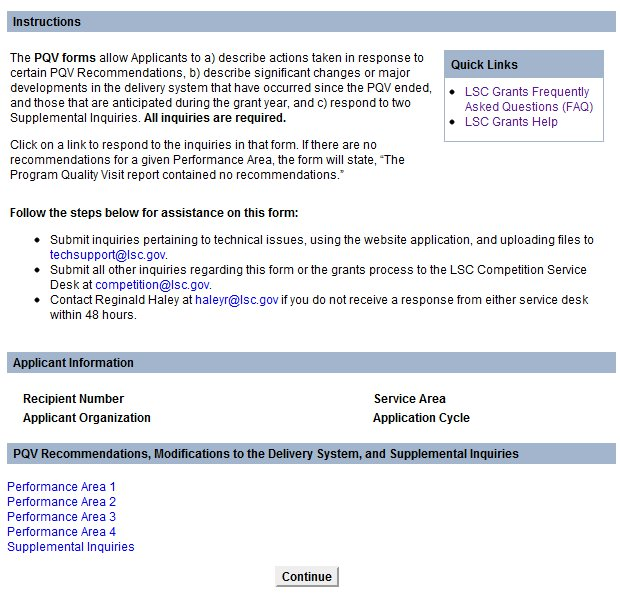 Instructions
The PQV forms allow Applicants to a) describe actions taken in response to
certain PQV Recommendations, b) describe significant changes or major
developments in the delivery system that have occurred since the PQV ended,
and those that are anticipated during the grant year, and c) respond to two
Supplemental Inquiries. All inquiries are required.
Click on a link to respond to the inquiries in that form. If there are no
recommendations for a given Performance Area, the form will state, “The
Program Quality Visit report contained no recommendations.”
Quick Links
• LSC Grants Frequently
Asked Questions (FAQ)
• LSC Grants Help
Follow the steps below for assistance on this form:
• Submit inquiries pertaining to technical issues, using the website application, and uploading files to
techsupport@lsc.gov.
• Submit all other inquiries regarding this form or the grants process to the LSC Competition Service
Desk at competition@lsc.gov.
• Contact Reginald Haley at haleyr@lsc.gov if you do not receive a response from either service desk
within 48 hours.
Applicant Information
Recipient Number Service Area
Applicant Organization Application Cycle
PQV Recommendations, Modifications to the Delivery System, and Supplemental Inquiries
Performance Area 1
Performance Area 2
Performance Area 3
Performance Area 4
Supplemental Inquiries
Continue